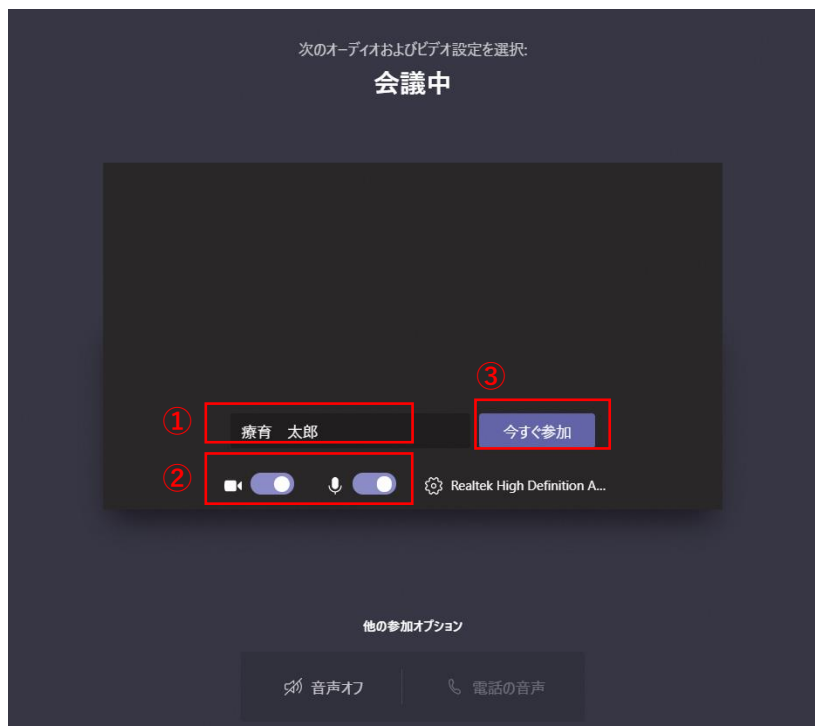 次のオーディオおよびビデオ設定を選択:
会議中
③
① 療育　太郎 今すぐ参加
② Realtek High Definition A...
他の参加オプション
音声オフ 電話の音声